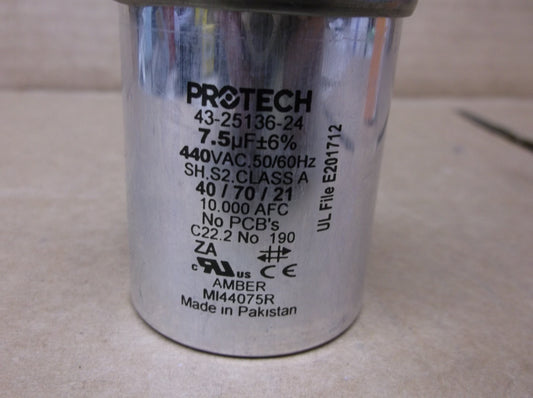 PROTECH
43-25136-24
7.5µF±6%
440VAC,50/60Hz
SH,S2,CLASS A
40 / 70 / 21
10,000 AFC
No PCB's
C22.2 No 190
ZA
c UR us CE
AMBER
MI44075R
Made in Pakistan
UL File E201712